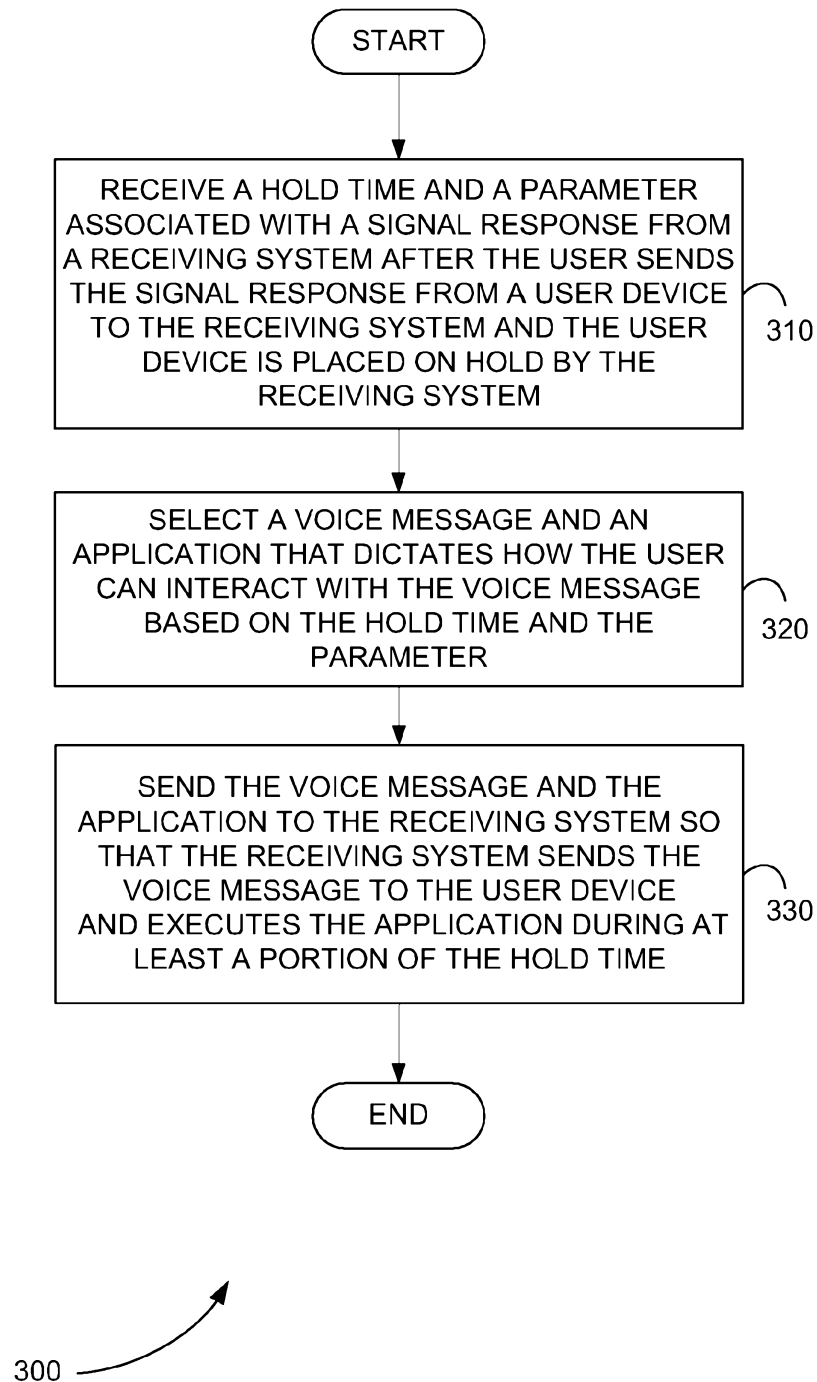 START
RECEIVE A HOLD TIME AND A PARAMETER
ASSOCIATED WITH A SIGNAL RESPONSE FROM
A RECEIVING SYSTEM AFTER THE USER SENDS
THE SIGNAL RESPONSE FROM A USER DEVICE
TO THE RECEIVING SYSTEM AND THE USER
DEVICE IS PLACED ON HOLD BY THE
RECEIVING SYSTEM
310
SELECT A VOICE MESSAGE AND AN
APPLICATION THAT DICTATES HOW THE USER
CAN INTERACT WITH THE VOICE MESSAGE
BASED ON THE HOLD TIME AND THE
PARAMETER
320
SEND THE VOICE MESSAGE AND THE
APPLICATION TO THE RECEIVING SYSTEM SO
THAT THE RECEIVING SYSTEM SENDS THE
VOICE MESSAGE TO THE USER DEVICE
AND EXECUTES THE APPLICATION DURING AT
LEAST A PORTION OF THE HOLD TIME
330
END
300